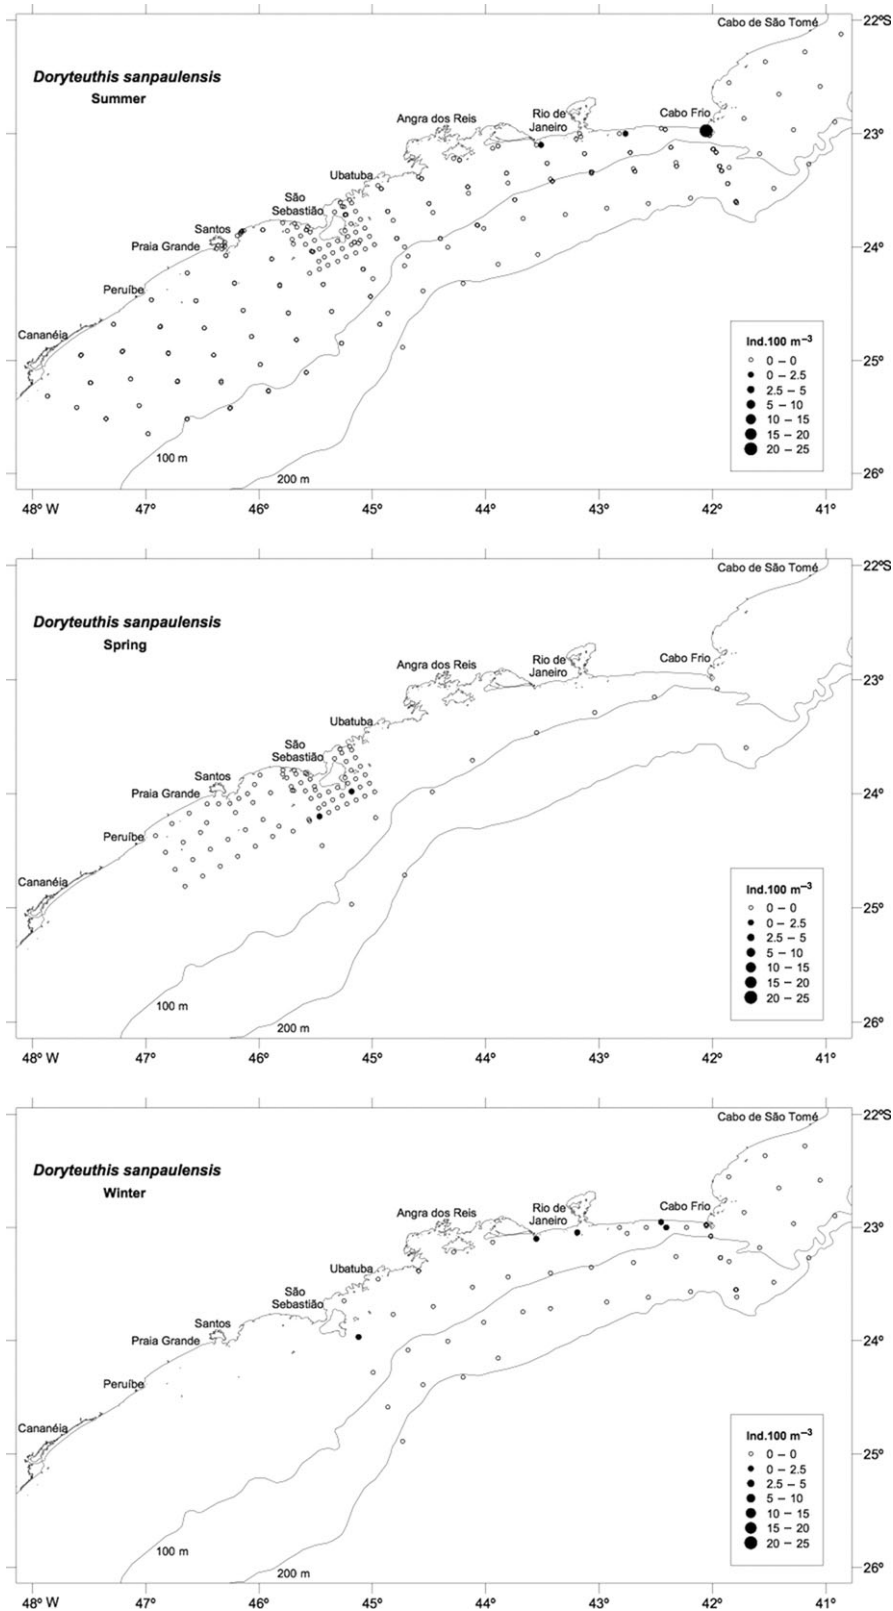 Cabo de São Tomé
22ºS
Doryteuthis sanpaulensis
Summer
Angra dos Reis
Rio de
Janeiro
Cabo Frio
23º
Ubatuba
São
Sebastião
Santos
Praia Grande
24º
Peruíbe
Cananéia
Ind.100 m⁻³
0 – 0
0 – 2.5
2.5 – 5
5 – 10
10 – 15
15 – 20
20 – 25
25º
100 m
200 m
26º
48º W 47º 46º 45º 44º 43º 42º 41º
22ºS
Cabo de São Tomé
Doryteuthis sanpaulensis
Spring
Angra dos Reis
Rio de
Janeiro
Cabo Frio
23º
Ubatuba
São
Sebastião
Santos
Praia Grande
24º
Peruíbe
Cananéia
Ind.100 m⁻³
0 – 0
0 – 2.5
2.5 – 5
5 – 10
10 – 15
15 – 20
20 – 25
25º
100 m
200 m
26º
48º W 47º 46º 45º 44º 43º 42º 41º
22ºS
Cabo de São Tomé
Doryteuthis sanpaulensis
Winter
Angra dos Reis
Rio de
Janeiro
Cabo Frio
23º
Ubatuba
São
Sebastião
Santos
Praia Grande
24º
Peruíbe
Cananéia
Ind.100 m⁻³
0 – 0
0 – 2.5
2.5 – 5
5 – 10
10 – 15
15 – 20
20 – 25
25º
100 m
200 m
26º
48º W 47º 46º 45º 44º 43º 42º 41º